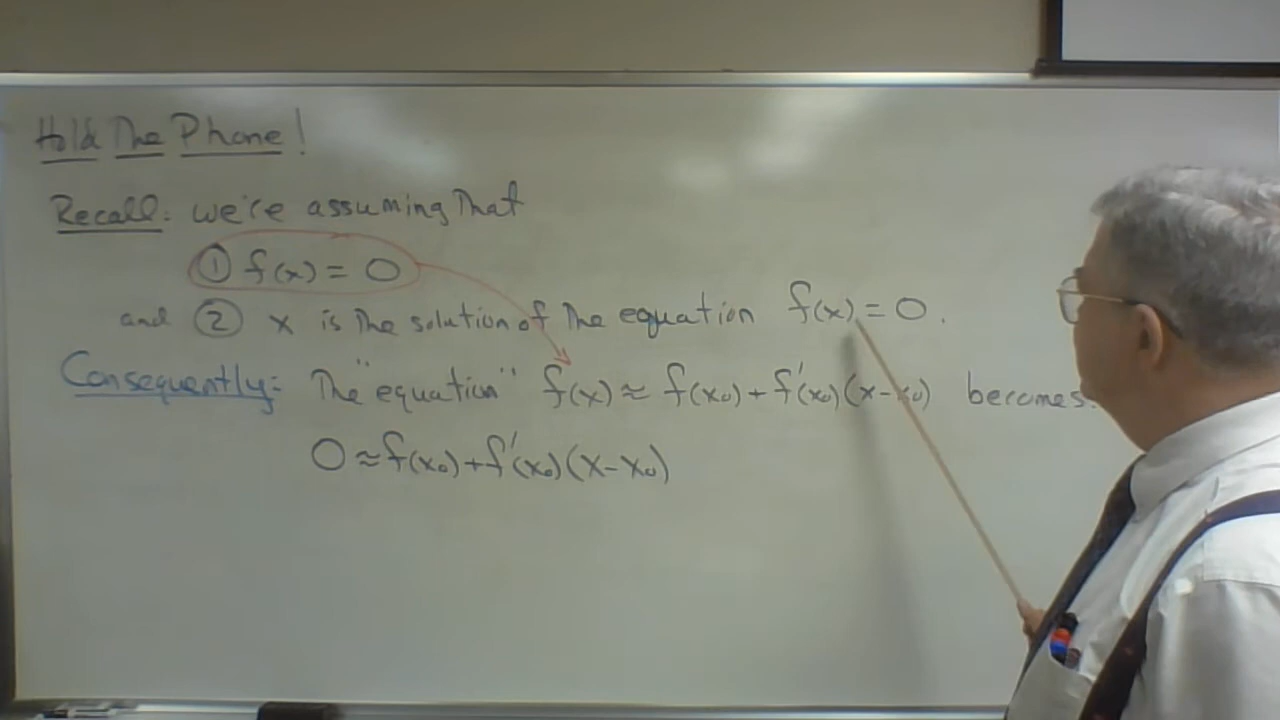 Hold The Phone!
Recall: we're assuming That
① f(x) = 0
and ② x is The solution of The equation f(x) = 0.
Consequently: The "equation" f(x) ≈ f(x₀) + f'(x₀)(x-x₀) becomes:
0 ≈ f(x₀) + f'(x₀)(x-x₀)